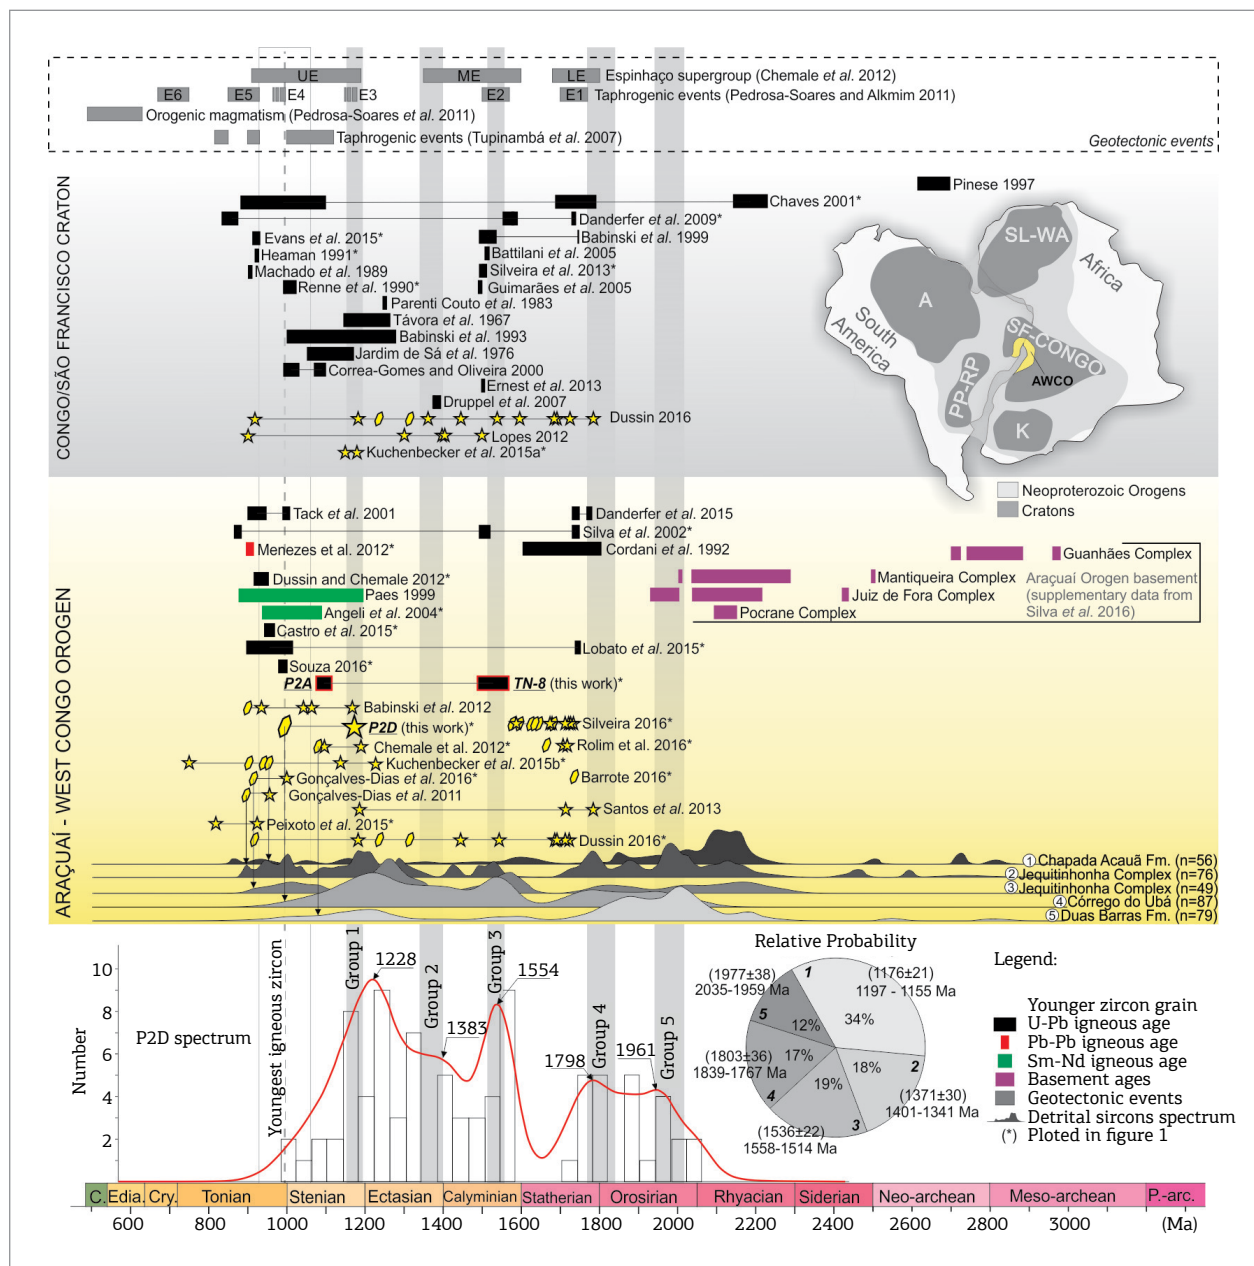 UE
ME
LE
Espinhaço supergroup (Chemale et al. 2012)
E6
E5
E4
E3
E2
E1
Taphrogenic events (Pedrosa-Soares and Alkmim 2011)
Orogenic magmatism (Pedrosa-Soares et al. 2011)
Taphrogenic events (Tupinambá et al. 2007)
Geotectonic events
CONGO/SÃO FRANCISCO CRATON
Pinese 1997
Chaves 2001*
Danderfer et al. 2009*
Evans et al. 2015*
Babinski et al. 1999
Heaman 1991*
Battilani et al. 2005
Machado et al. 1989
Silveira et al. 2013*
Renne et al. 1990*
Guimarães et al. 2005
Parenti Couto et al. 1983
Távora et al. 1967
Babinski et al. 1993
Jardim de Sá et al. 1976
Correa-Gomes and Oliveira 2000
Ernest et al. 2013
Druppel et al. 2007
Dussin 2016
Lopes 2012
Kuchenbecker et al. 2015a*
SL-WA
Africa
A
South America
SF-CONGO
AWCO
PP-RP
K
Neoproterozoic Orogens
Cratons
ARAÇUAÍ - WEST CONGO OROGEN
Tack et al. 2001
Danderfer et al. 2015
Silva et al. 2002*
Menezes et al. 2012*
Cordani et al. 1992
Guanhães Complex
Dussin and Chemale 2012*
Mantiqueira Complex
Paes 1999
Juiz de Fora Complex
Angeli et al. 2004*
Pocrane Complex
Araçuaí Orogen basement
(supplementary data from
Silva et al. 2016)
Castro et al. 2015*
Lobato et al. 2015*
Souza 2016*
P2A
TN-8 (this work)*
Babinski et al. 2012
P2D (this work)*
Silveira 2016*
Chemale et al. 2012*
Rolim et al. 2016*
Kuchenbecker et al. 2015b*
Gonçalves-Dias et al. 2016*
Barrote 2016*
Gonçalves-Dias et al. 2011
Santos et al. 2013
Peixoto et al. 2015*
Dussin 2016*
1 Chapada Acauã Fm. (n=56)
2 Jequitinhonha Complex (n=76)
3 Jequitinhonha Complex (n=49)
4 Córrego do Ubá (n=87)
5 Duas Barras Fm. (n=79)
Number
10
8
6
4
2
P2D spectrum
Youngest igneous zircon
Group 1
1228
Group 2
1383
Group 3
1554
1798
Group 4
1961
Group 5
Relative Probability
(1977±38)
2035-1959 Ma
1
(1176±21)
1197 - 1155 Ma
34%
5
12%
(1803±36)
1839-1767 Ma
17%
4
19%
18%
2
(1371±30)
1401-1341 Ma
(1536±22)
1558-1514 Ma
3
Legend:
Younger zircon grain
U-Pb igneous age
Pb-Pb igneous age
Sm-Nd igneous age
Basement ages
Geotectonic events
Detrital sircons spectrum
(*) Ploted in figure 1
C.
Edia.
Cry.
Tonian
Stenian
Ectasian
Calyminian
Statherian
Orosirian
Rhyacian
Siderian
Neo-archean
Meso-archean
P.-arc.
600
800
1000
1200
1400
1600
1800
2000
2200
2400
2600
2800
3000
(Ma)